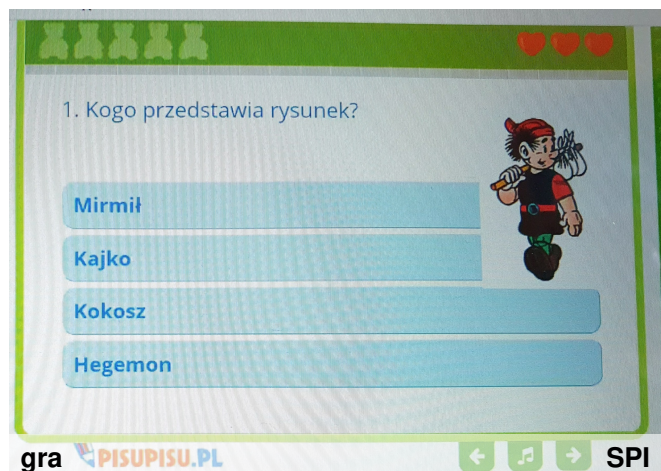 1. Kogo przedstawia rysunek?
Mirmił
Kajko
Kokosz
Hegemon
gra PISUPISU.PL SPI